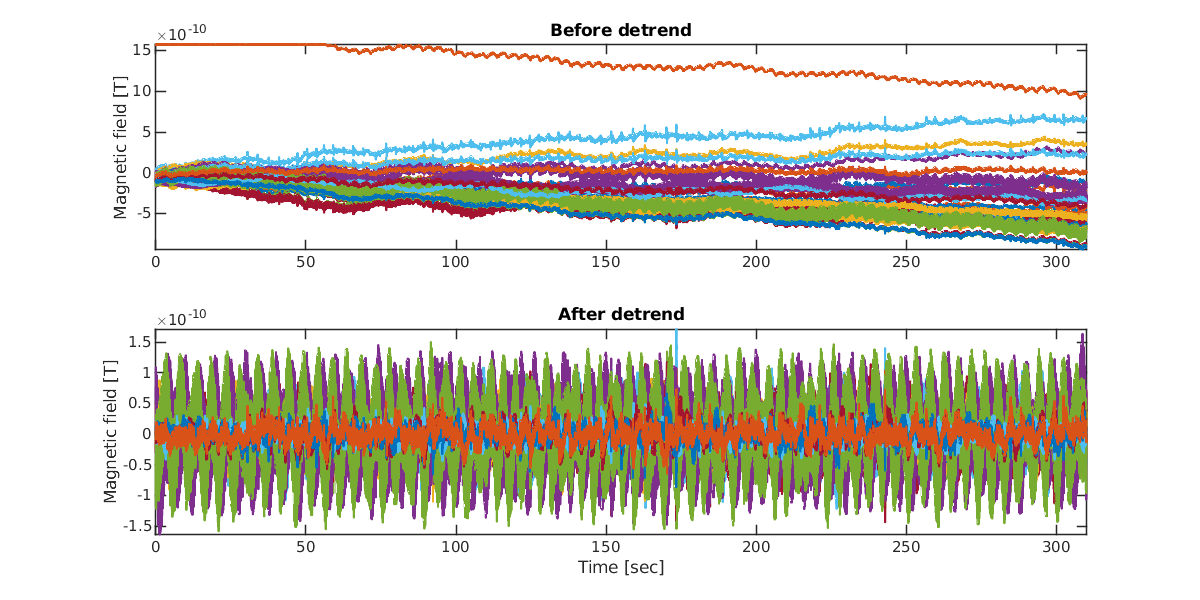 Before detrend
×10-10
15
10
5
0
-5
Magnetic field [T]
0 50 100 150 200 250 300
After detrend
×10-10
1.5
1
0.5
0
-0.5
-1
-1.5
Magnetic field [T]
0 50 100 150 200 250 300
Time [sec]